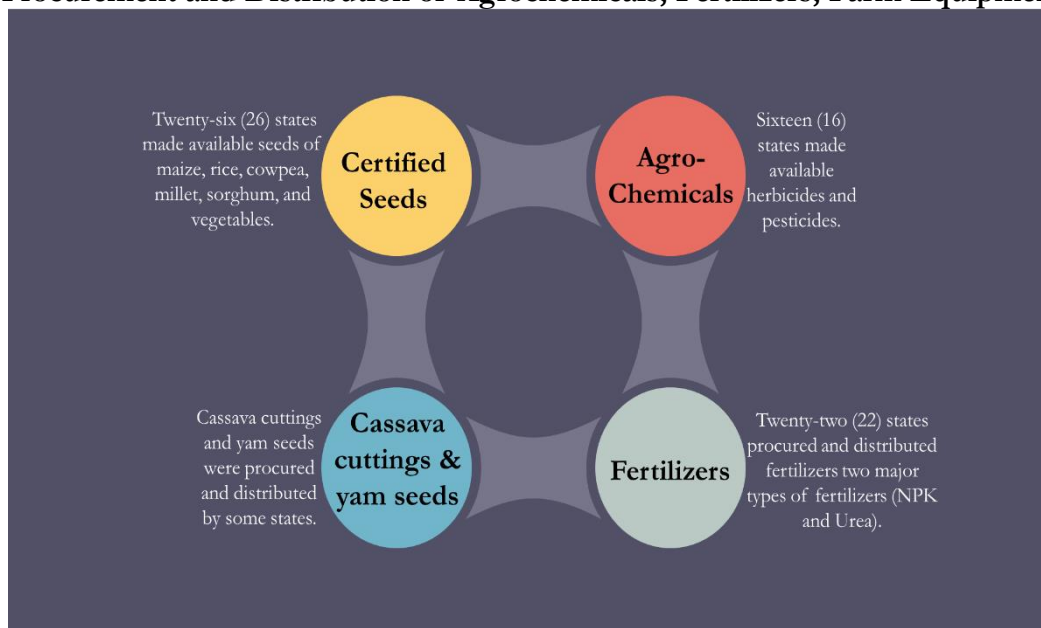 Procurement and Distribution of Agrochemicals, Fertilizers, Farm Equipmen
Twenty-six (26) states
made available seeds of
maize, rice, cowpea,
millet, sorghum, and
vegetables.
Certified
Seeds
Agro-
Chemicals
Sixteen (16)
states made
available
herbicides and
pesticides.
Cassava cuttings
and yam seeds
were procured
and distributed
by some states.
Cassava
cuttings &
yam seeds
Fertilizers
Twenty-two (22) states
procured and distributed
fertilizers two major
types of fertilizers (NPK
and Urea).